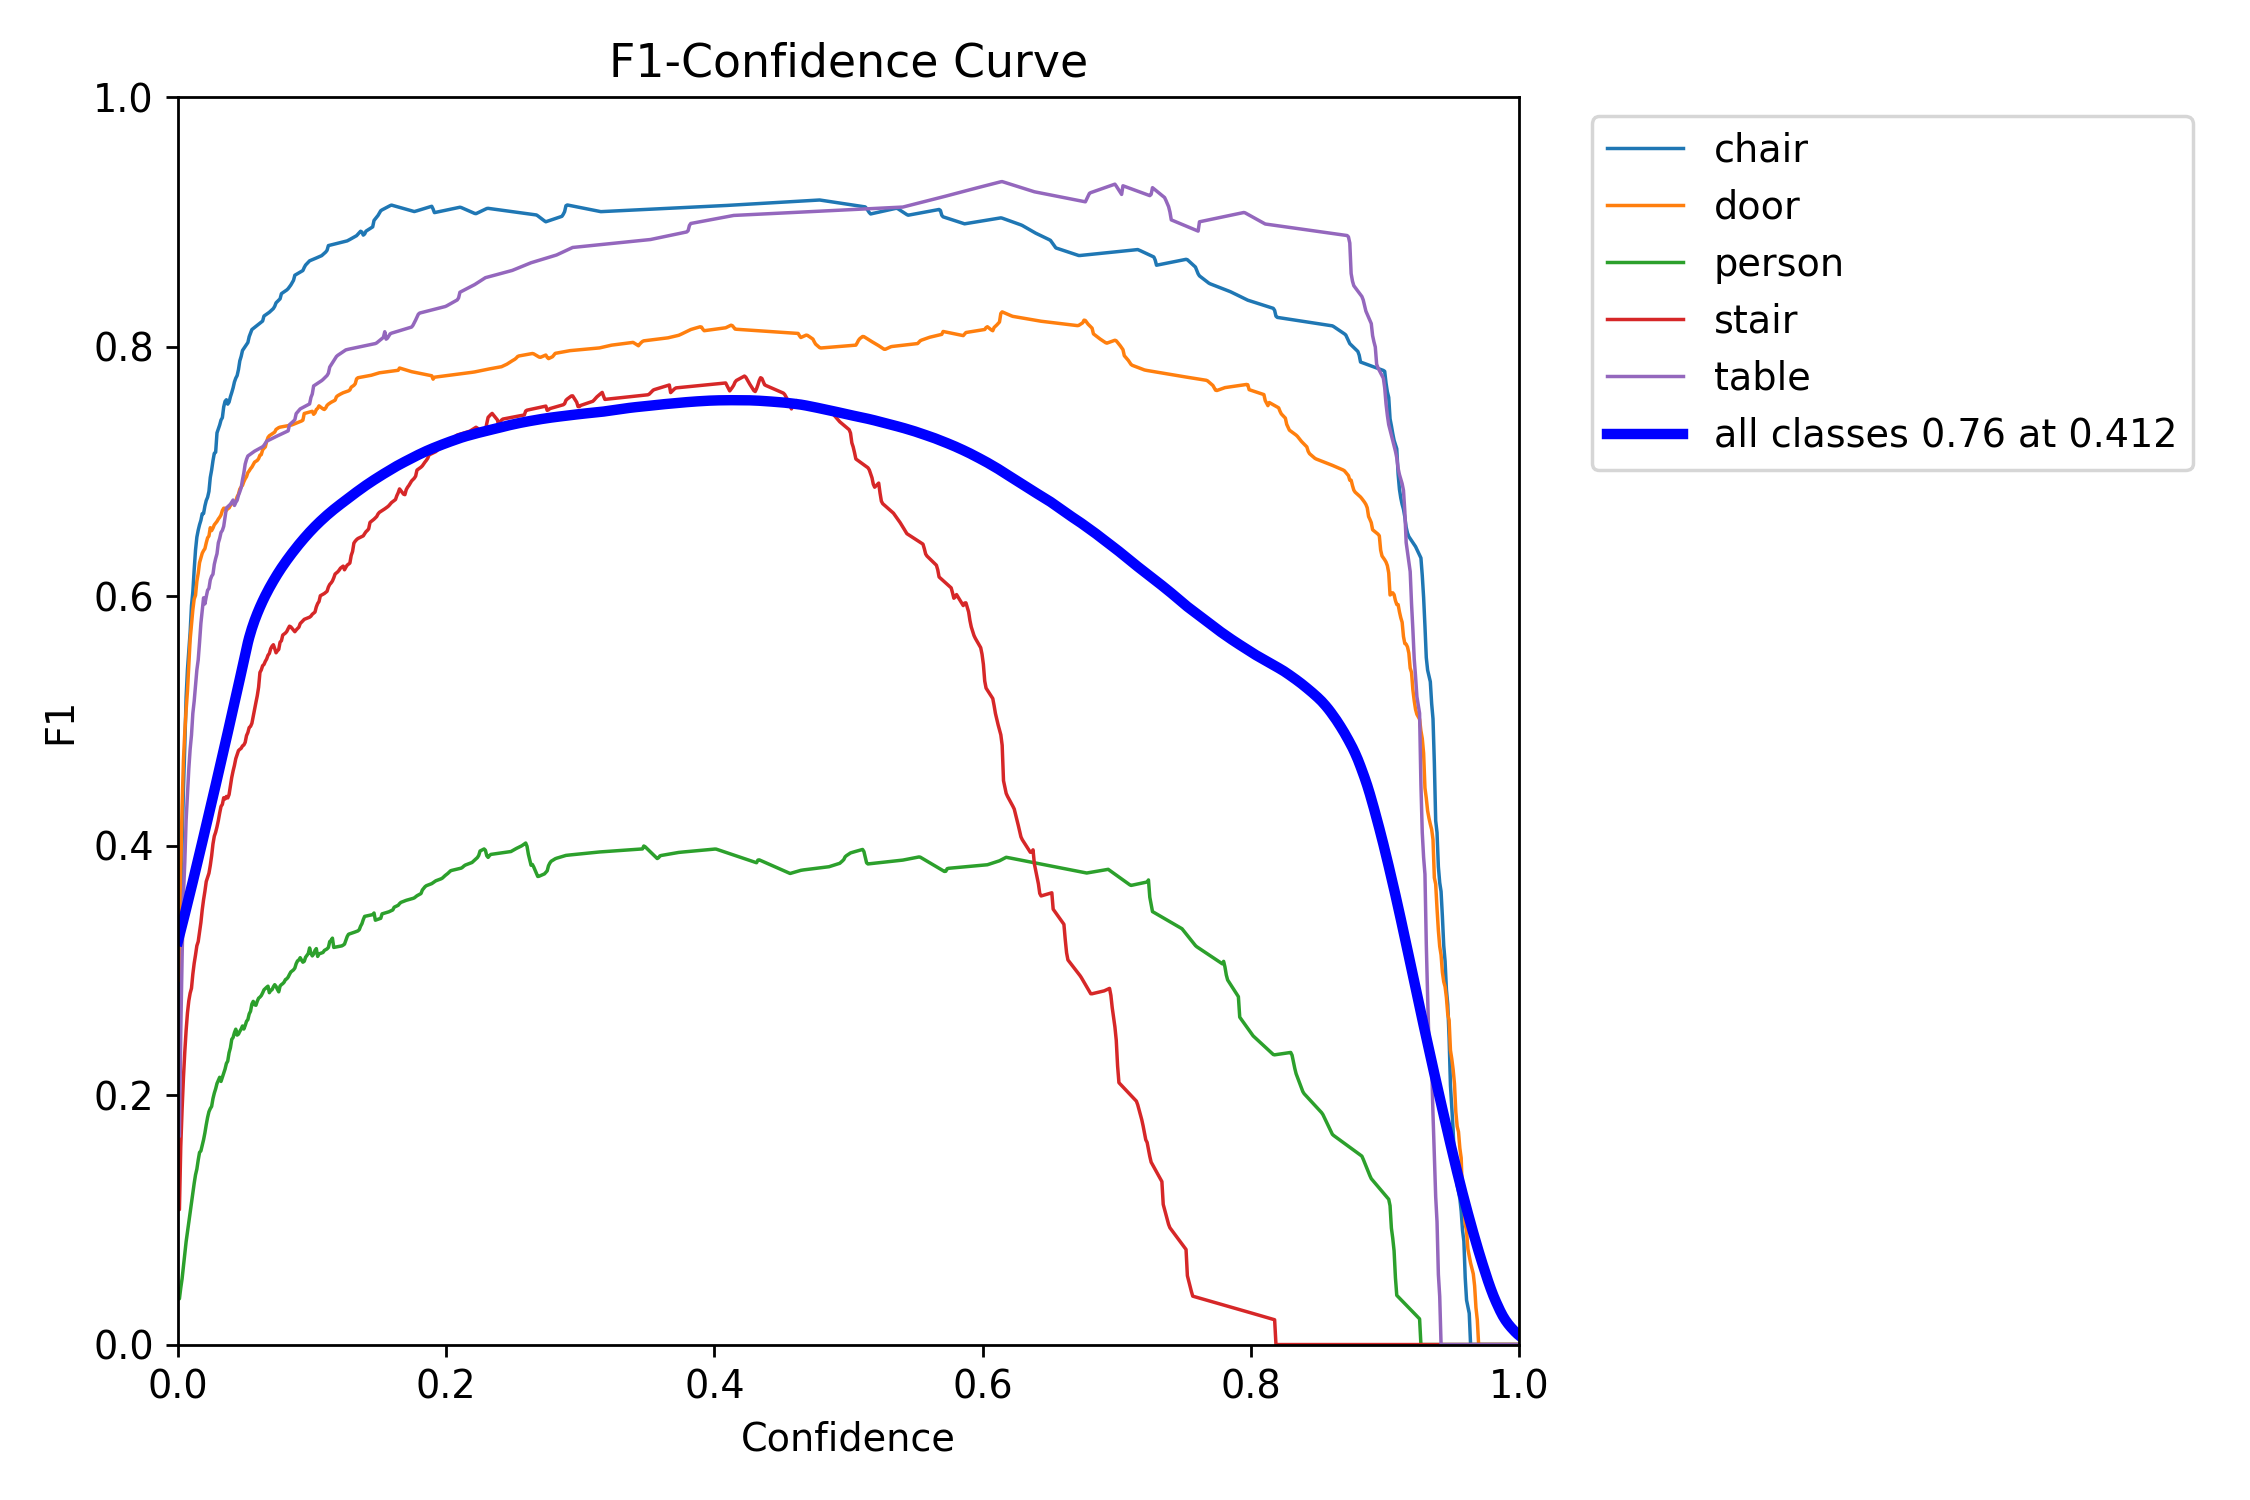 F1-Confidence Curve
1.0
0.8
0.6
0.4
0.2
0.0
F1
0.0 0.2 0.4 0.6 0.8 1.0
Confidence
chair
door
person
stair
table
all classes 0.76 at 0.412